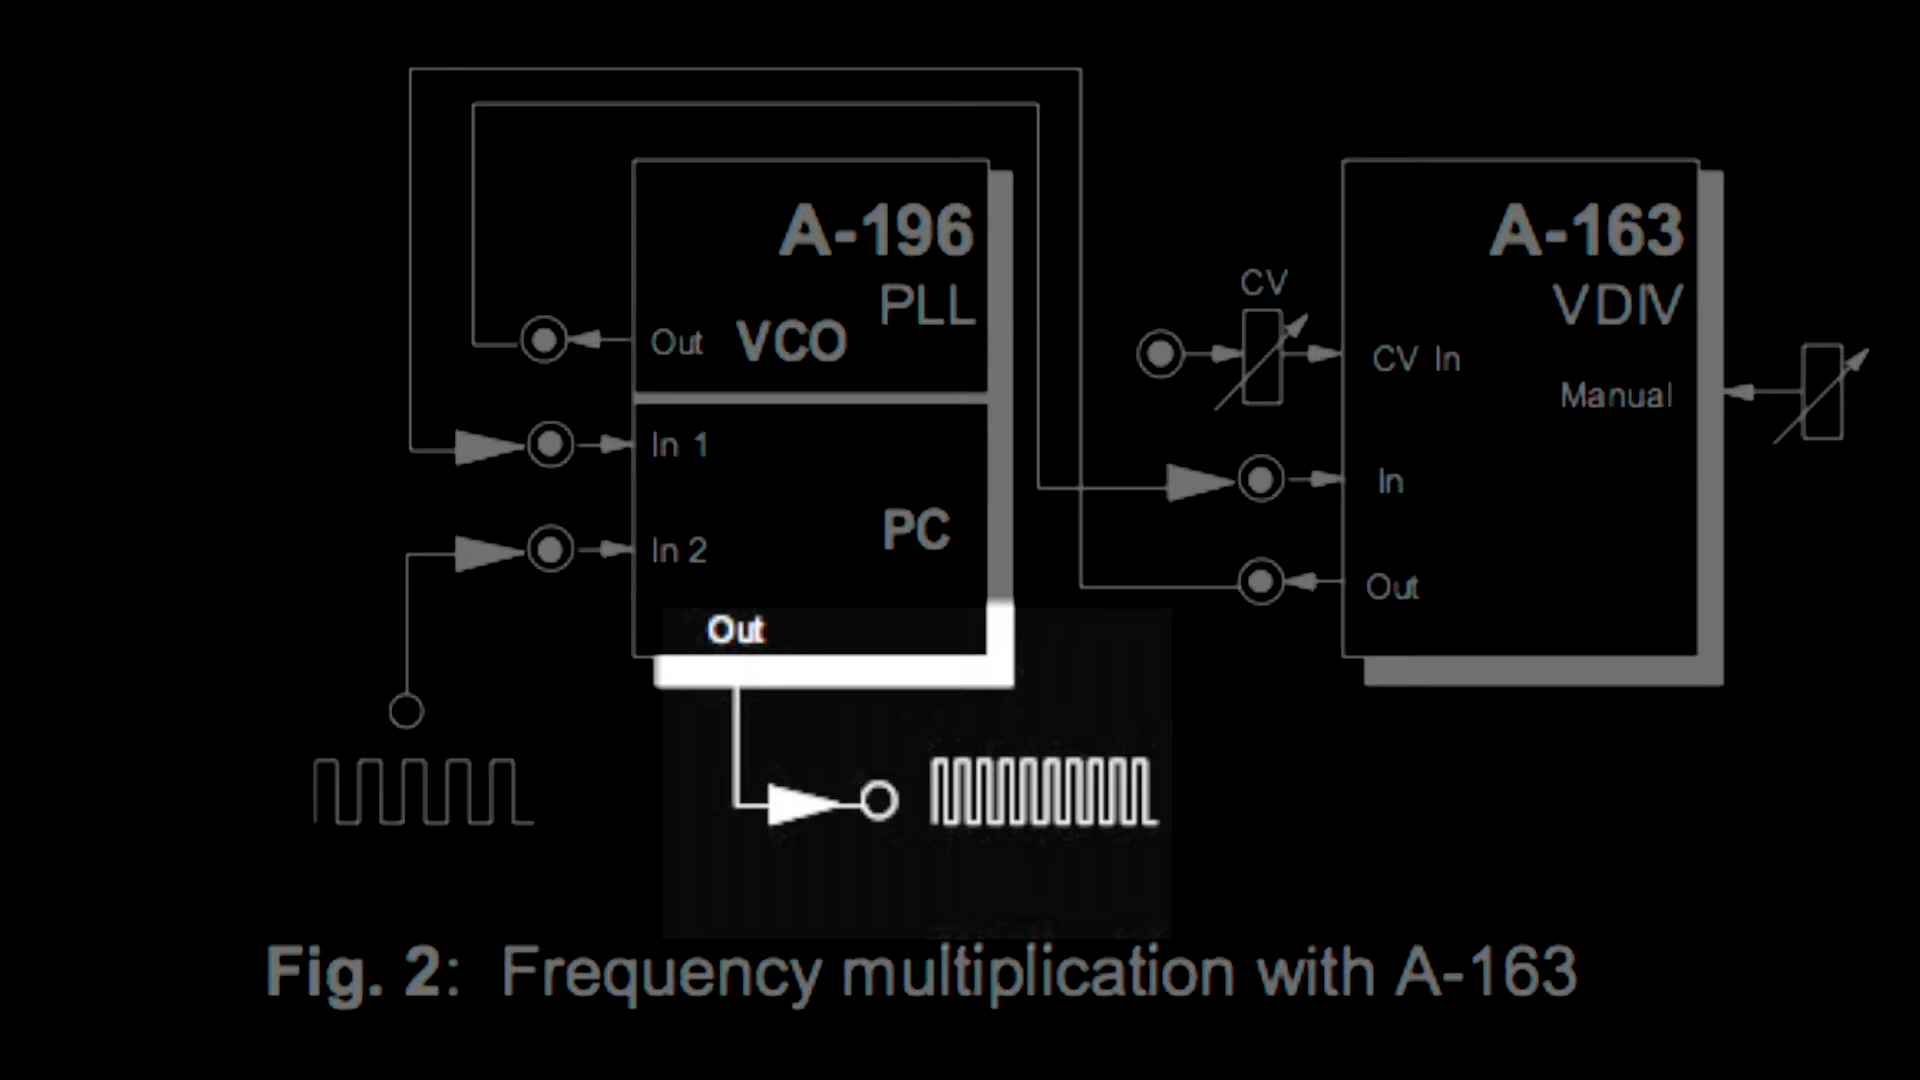 A-196
PLL
VCO
Out
In 1
In 2
PC
Out
A-163
VDIV
CV
CV In
Manual
In
Out
Fig. 2: Frequency multiplication with A-163